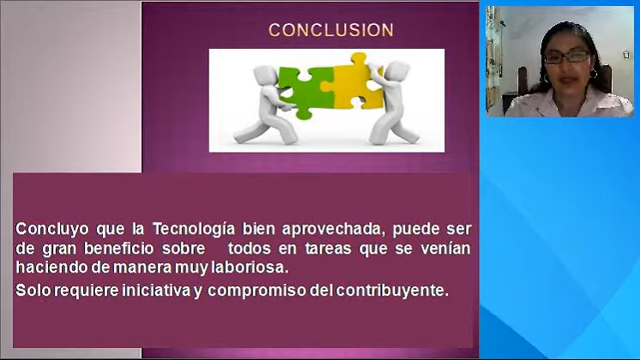 CONCLUSION
Concluyo que la Tecnología bien aprovechada, puede ser
de gran beneficio sobre todos en tareas que se venían
haciendo de manera muy laboriosa.
Solo requiere iniciativa y compromiso del contribuyente.